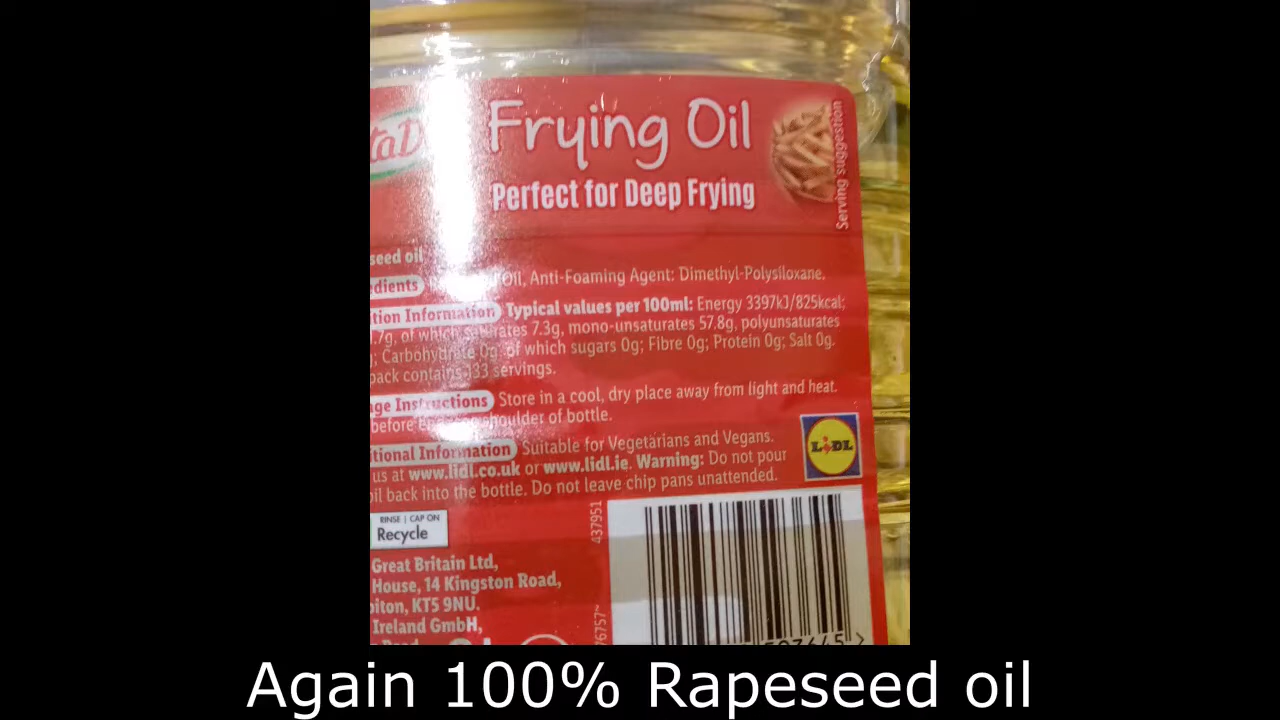 Frying Oil
Perfect for Deep Frying
Serving suggestion
seed oil
dients Oil, Anti-Foaming Agent: Dimethyl-Polysiloxane.
tion Information Typical values per 100ml: Energy 3397kJ/825kcal;
.7g, of which saturates 7.3g, mono-unsaturates 57.8g, polyunsaturates
; Carbohydrate 0g, of which sugars 0g; Fibre 0g; Protein 0g; Salt 0g.
pack contains 133 servings.
ge Instructions Store in a cool, dry place away from light and heat.
before shoulder of bottle.
tional Information Suitable for Vegetarians and Vegans.
us at www.lidl.co.uk or www.lidl.ie. Warning: Do not pour
oil back into the bottle. Do not leave chip pans unattended.
LIDL
RINSE | CAP ON
Recycle
437951
Great Britain Ltd,
House, 14 Kingston Road,
biton, KT5 9NU.
Ireland GmbH,
Road
76757~
Again 100% Rapeseed oil